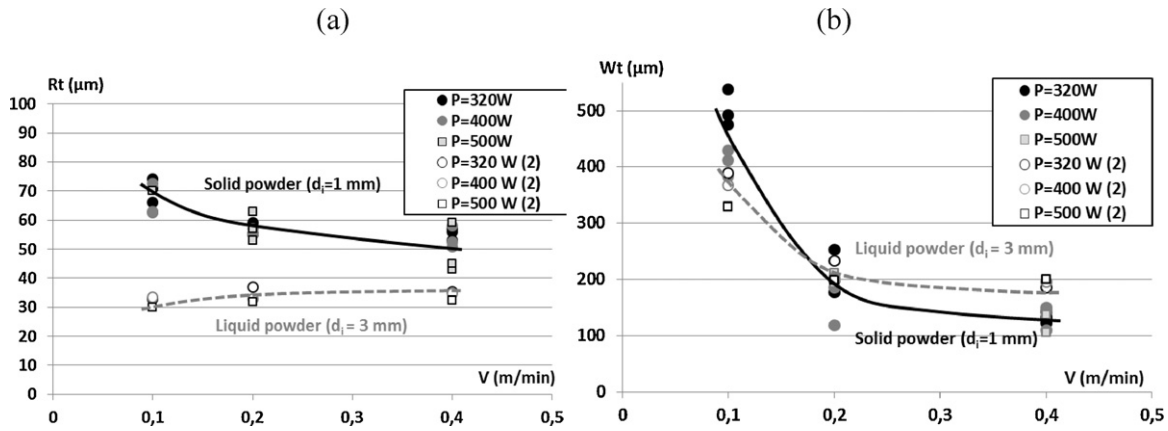 (a)
Rt (µm)
100
90
80
70
60
50
40
30
20
10
0
P=320W
P=400W
P=500W
P=320 W (2)
P=400 W (2)
P=500 W (2)
Solid powder (di=1 mm)
Liquid powder (di= 3 mm)
V (m/min)
0
0,1
0,2
0,3
0,4
0,5
(b)
Wt (µm)
500
400
300
200
100
0
P=320W
P=400W
P=500W
P=320 W (2)
P=400 W (2)
P=500 W (2)
Liquid powder (di= 3 mm)
Solid powder (di=1 mm)
V (m/min)
0
0,1
0,2
0,3
0,4
0,5